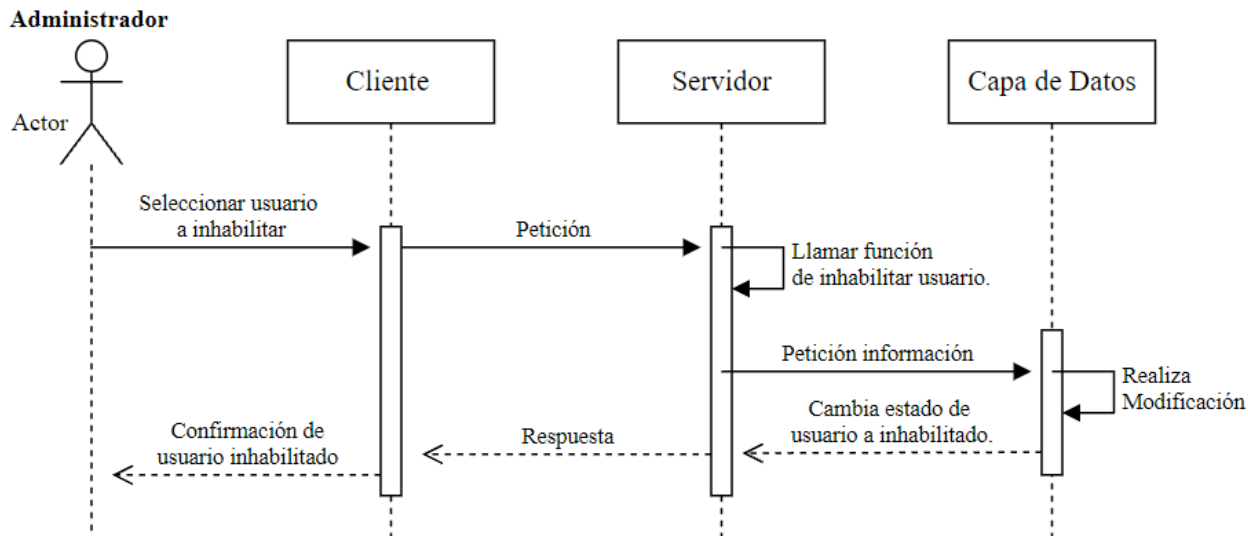 Administrador
Actor
Cliente
Servidor
Capa de Datos
Seleccionar usuario
a inhabilitar
Petición
Llamar función
de inhabilitar usuario.
Petición información
Realiza
Modificación
Cambia estado de
usuario a inhabilitado.
Respuesta
Confirmación de
usuario inhabilitado